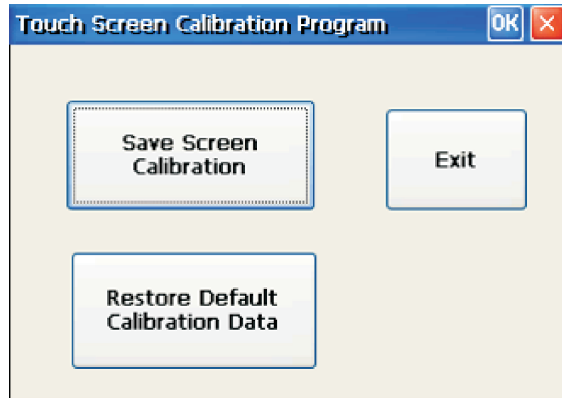 Touch Screen Calibration Program OK
Save Screen
Calibration
Exit
Restore Default
Calibration Data